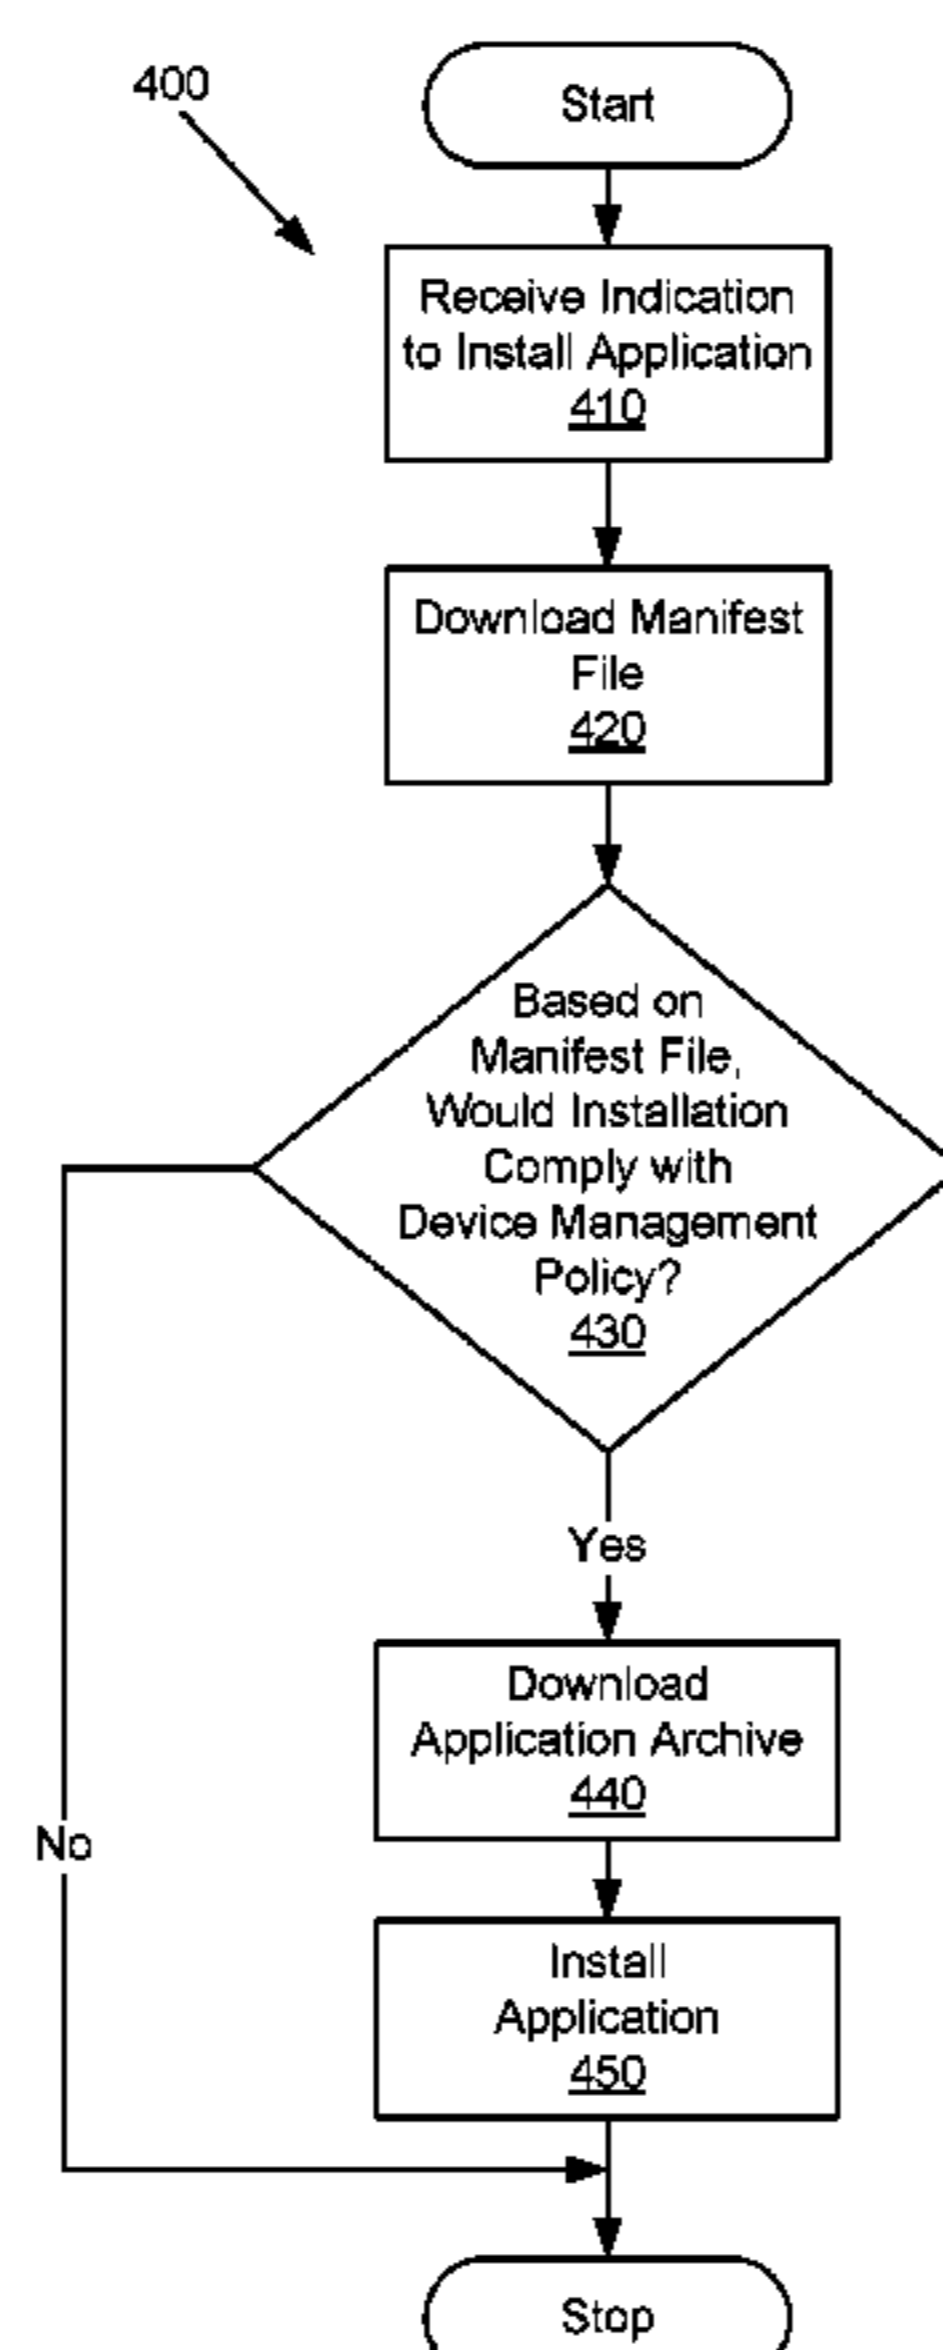 400
Start
Receive Indication
to Install Application
410
Download Manifest
File
420
Based on
Manifest File,
Would Installation
Comply with
Device Management
Policy?
430
Yes
Download
Application Archive
440
No
Install
Application
450
Stop